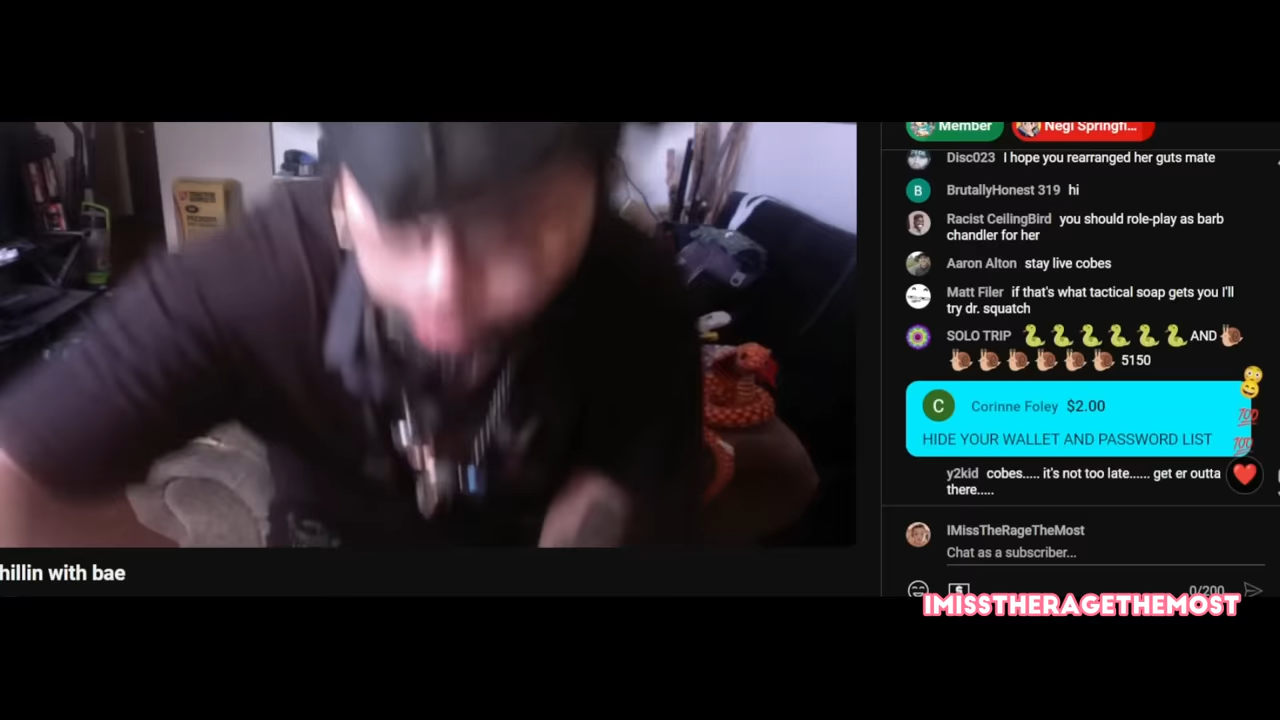 Member
Negi Springfi...
Disc023 I hope you rearranged her guts mate
B
BrutallyHonest 319 hi
Racist CeilingBird you should role-play as barb
chandler for her
Aaron Alton stay live cobes
Matt Filer if that's what tactical soap gets you I'll
try dr. squatch
SOLO TRIP 🐍🐍🐍🐍🐍🐍AND 🐌
🐌🐌🐌🐌🐌🐌 5150
C
Corinne Foley $2.00
HIDE YOUR WALLET AND PASSWORD LIST
y2kid cobes..... it's not too late...... get er outta
there.....
IMissTheRageTheMost
Chat as a subscriber...
0/200
hillin with bae
IMISSTHERAGETHEMOST